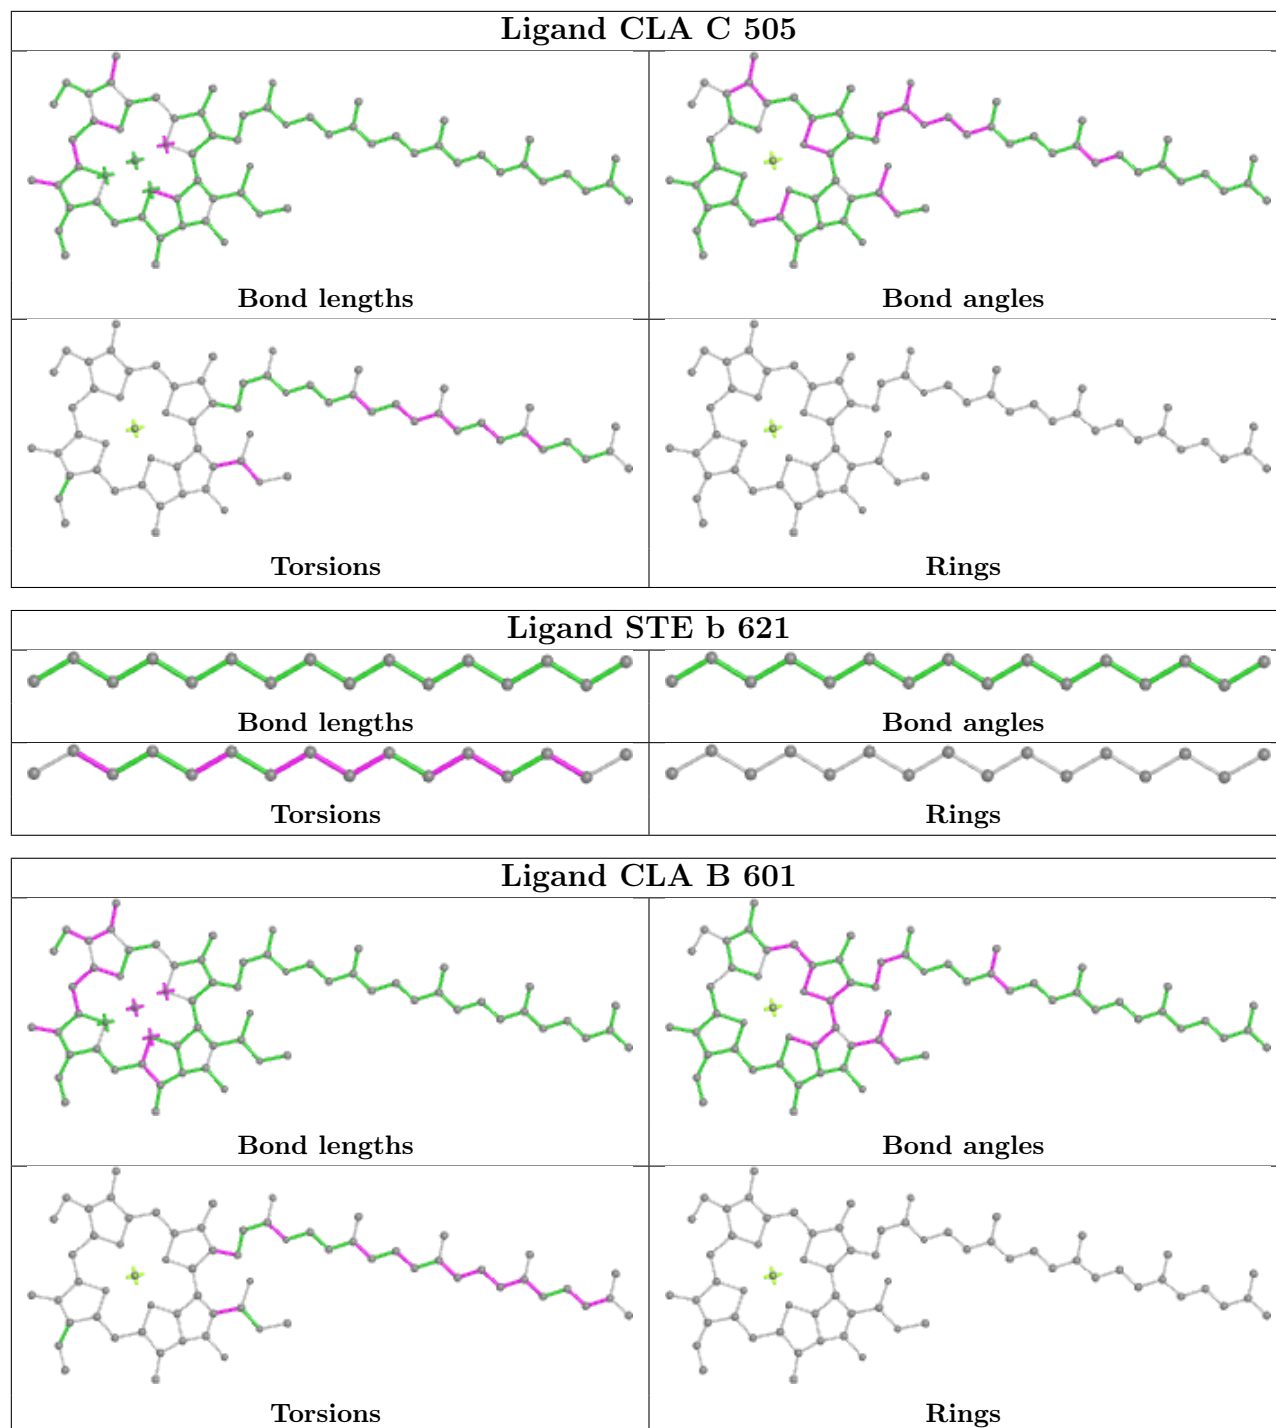 Ligand CLA C 505
Bond lengths
Bond angles
Torsions
Rings
Ligand STE b 621
Bond lengths
Bond angles
Torsions
Rings
Ligand CLA B 601
Bond lengths
Bond angles
Torsions
Rings